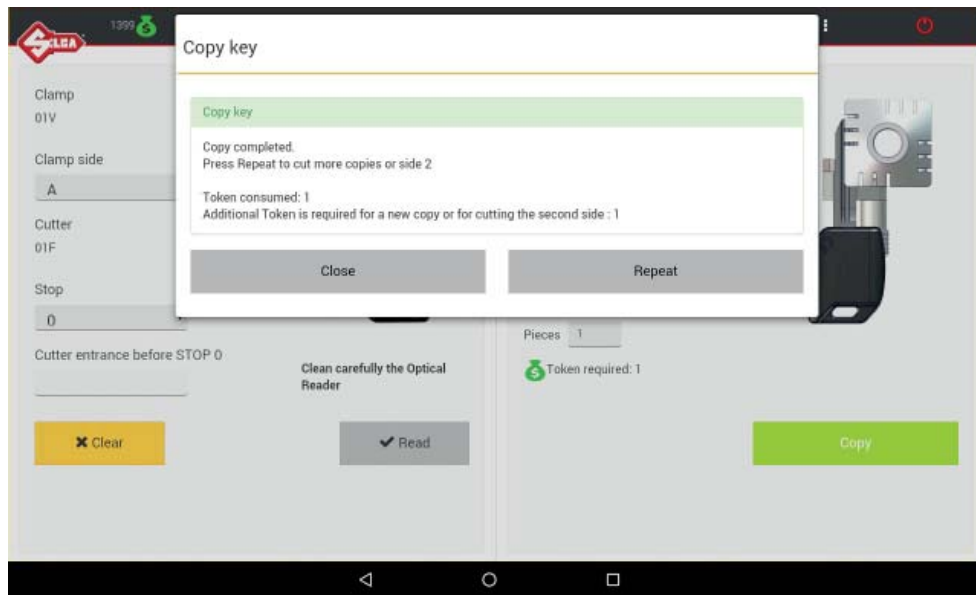 1399
SILCA
Copy key
Clamp
01V
Clamp side
A
Cutter
01F
Stop
0
Cutter entrance before STOP 0
Copy key
Copy completed.
Press Repeat to cut more copies or side 2
Token consumed: 1
Additional Token is required for a new copy or for cutting the second side : 1
Close
Repeat
Clean carefully the Optical
Reader
Pieces 1
$ Token required: 1
Clear
Read
Copy